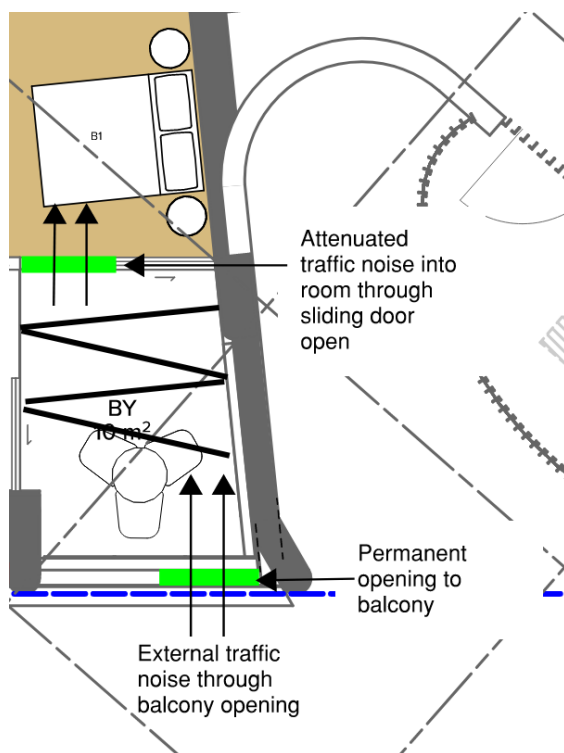 B1
Attenuated
traffic noise into
room through
sliding door
open
BY
10 m²
Permanent
opening to
balcony
External traffic
noise through
balcony opening